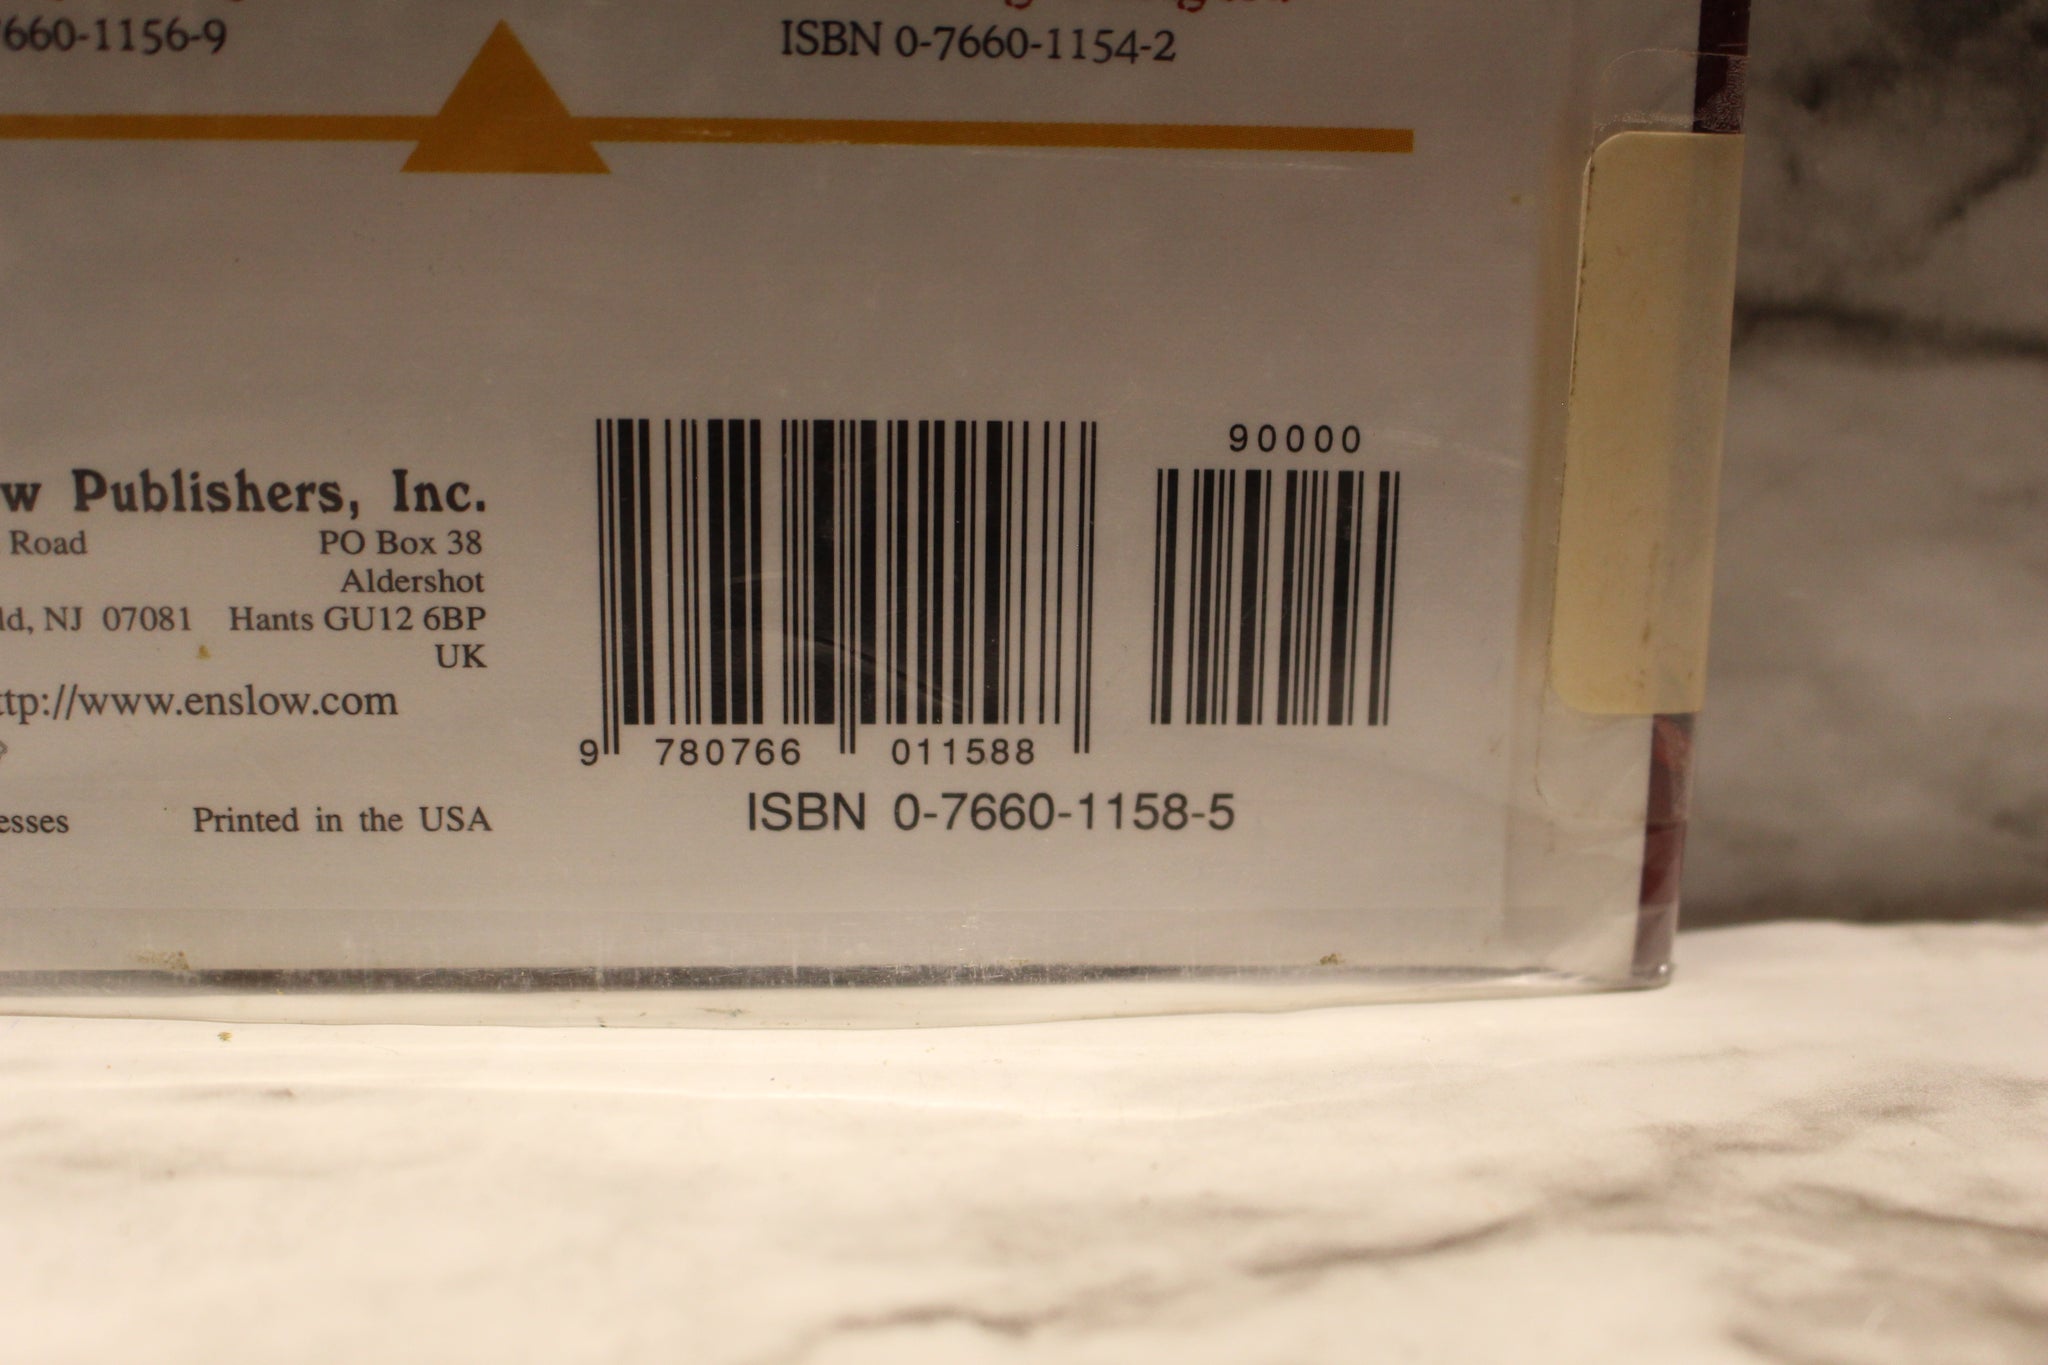 660-1156-9
ISBN 0-7660-1154-2
90000
w Publishers, Inc.
Road PO Box 38
Aldershot
ld, NJ 07081 Hants GU12 6BP
UK
ttp://www.enslow.com
9 780766 011588
ISBN 0-7660-1158-5
esses Printed in the USA